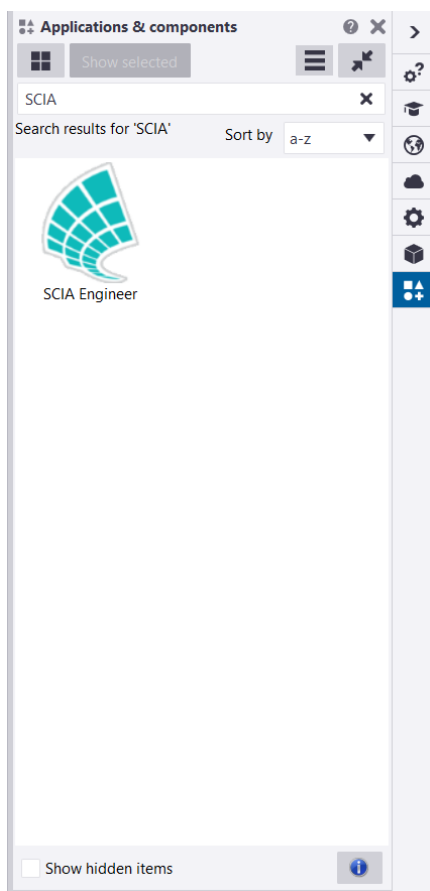 Applications & components
Show selected
SCIA
Search results for 'SCIA'
Sort by
a-z
SCIA Engineer
Show hidden items